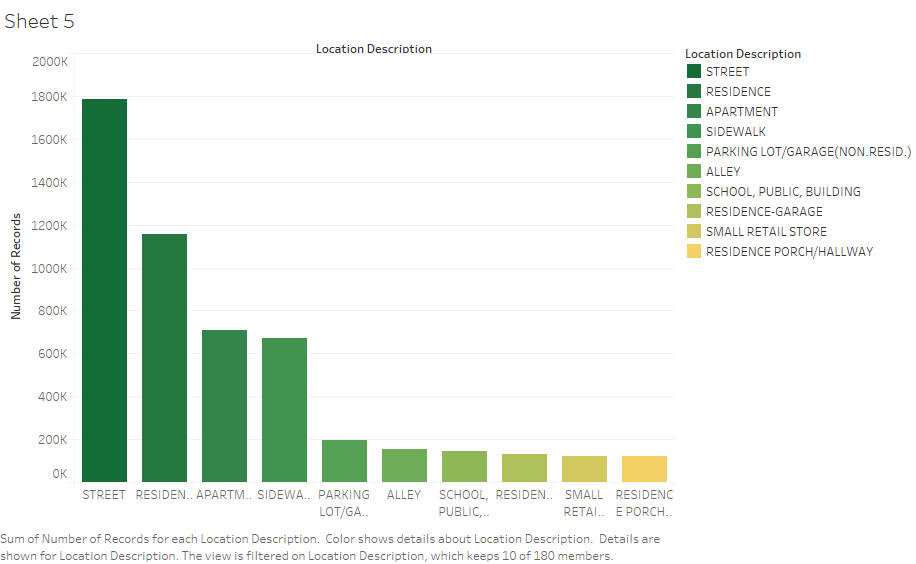 Sheet 5
Location Description
2000K
1800K
1600K
1400K
1200K
1000K
800K
600K
400K
200K
0K
Number of Records
STREET
RESIDEN..
APARTM..
SIDEWA..
PARKING
LOT/GA..
ALLEY
SCHOOL,
PUBLIC,..
RESIDEN..
SMALL
RETAI..
RESIDENC
E PORCH..
Location Description
STREET
RESIDENCE
APARTMENT
SIDEWALK
PARKING LOT/GARAGE(NON.RESID.)
ALLEY
SCHOOL, PUBLIC, BUILDING
RESIDENCE-GARAGE
SMALL RETAIL STORE
RESIDENCE PORCH/HALLWAY
Sum of Number of Records for each Location Description.  Color shows details about Location Description.  Details are
shown for Location Description. The view is filtered on Location Description, which keeps 10 of 180 members.